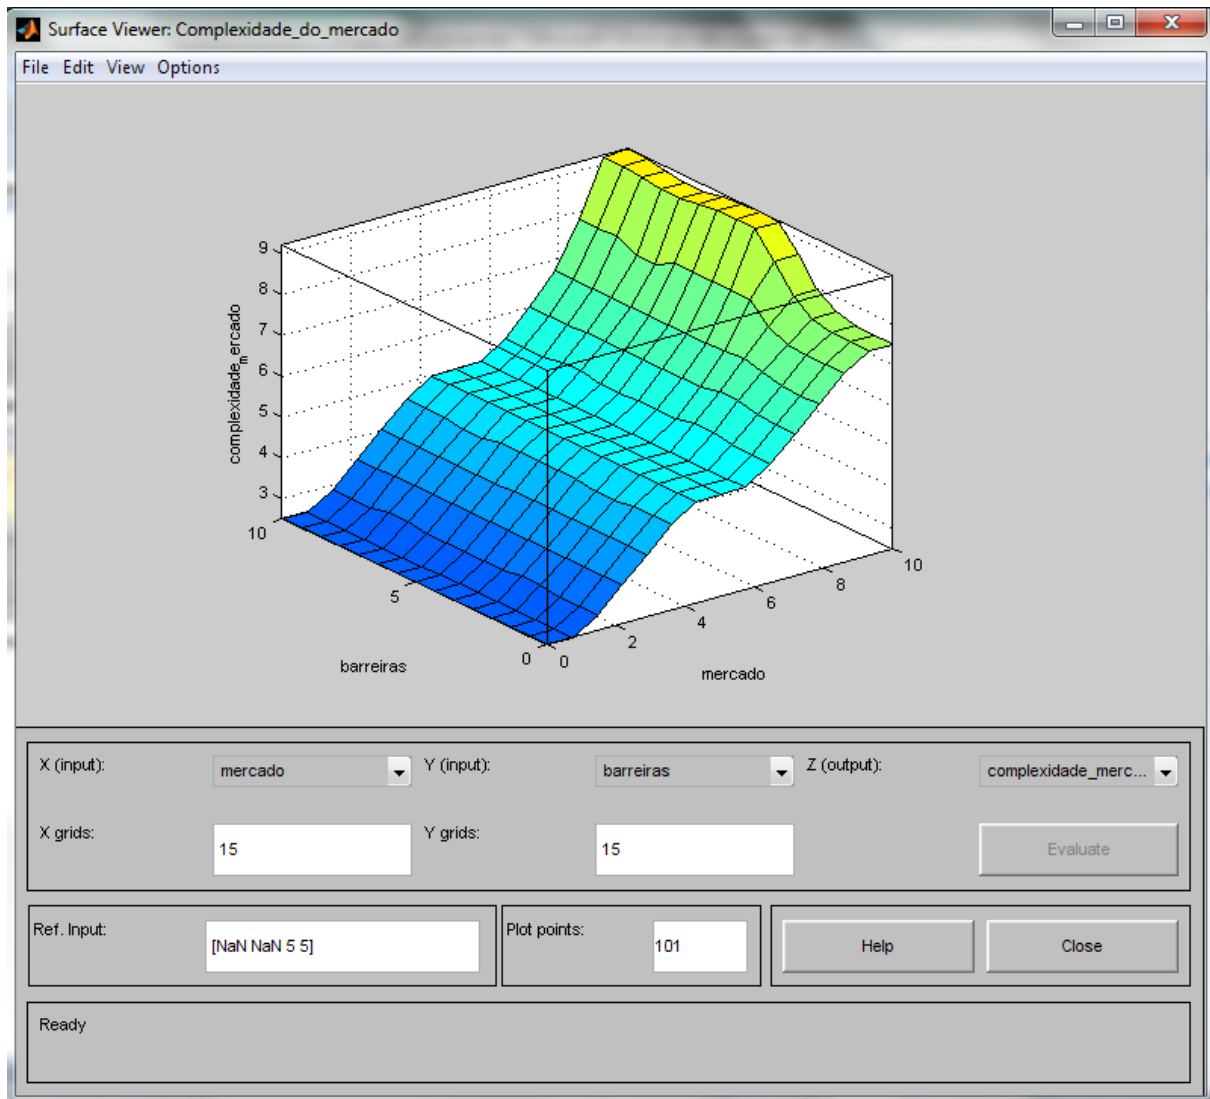 Surface Viewer: Complexidade_do_mercado
File Edit View Options
9
8
7
6
5
4
3
complexidade_mercado
10
5
0
barreiras
0
2
4
6
8
10
mercado
X (input):
mercado
Y (input):
barreiras
Z (output):
complexidade_merc...
X grids:
15
Y grids:
15
Evaluate
Ref. Input:
[NaN NaN 5 5]
Plot points:
101
Help
Close
Ready